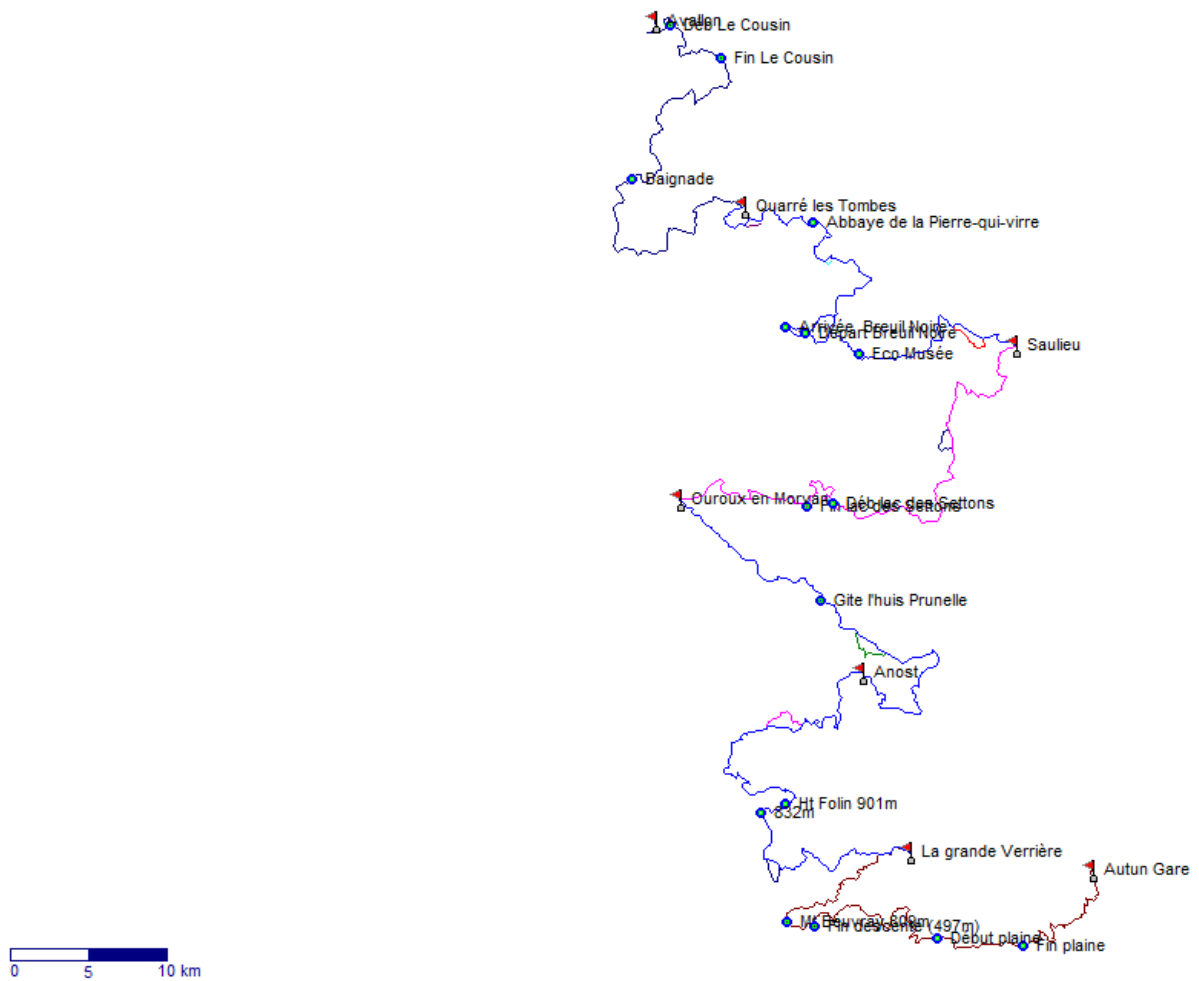 Avallon
Déb Le Cousin
Fin Le Cousin
Baignade
Quarré les Tombes
Abbaye de la Pierre-qui-virre
Arrivée Breuil Noire
Départ Breuil Noire
Eco Musée
Saulieu
Ouroux en Morvan
Déb lac des Settons
Fin lac des Settons
Gite l'huis Prunelle
Anost
Ht Folin 901m
832m
La grande Verrière
Autun Gare
Mt Beuvray 809m
Fin descente (497m)
Début plaine
Fin plaine
0 5 10 km